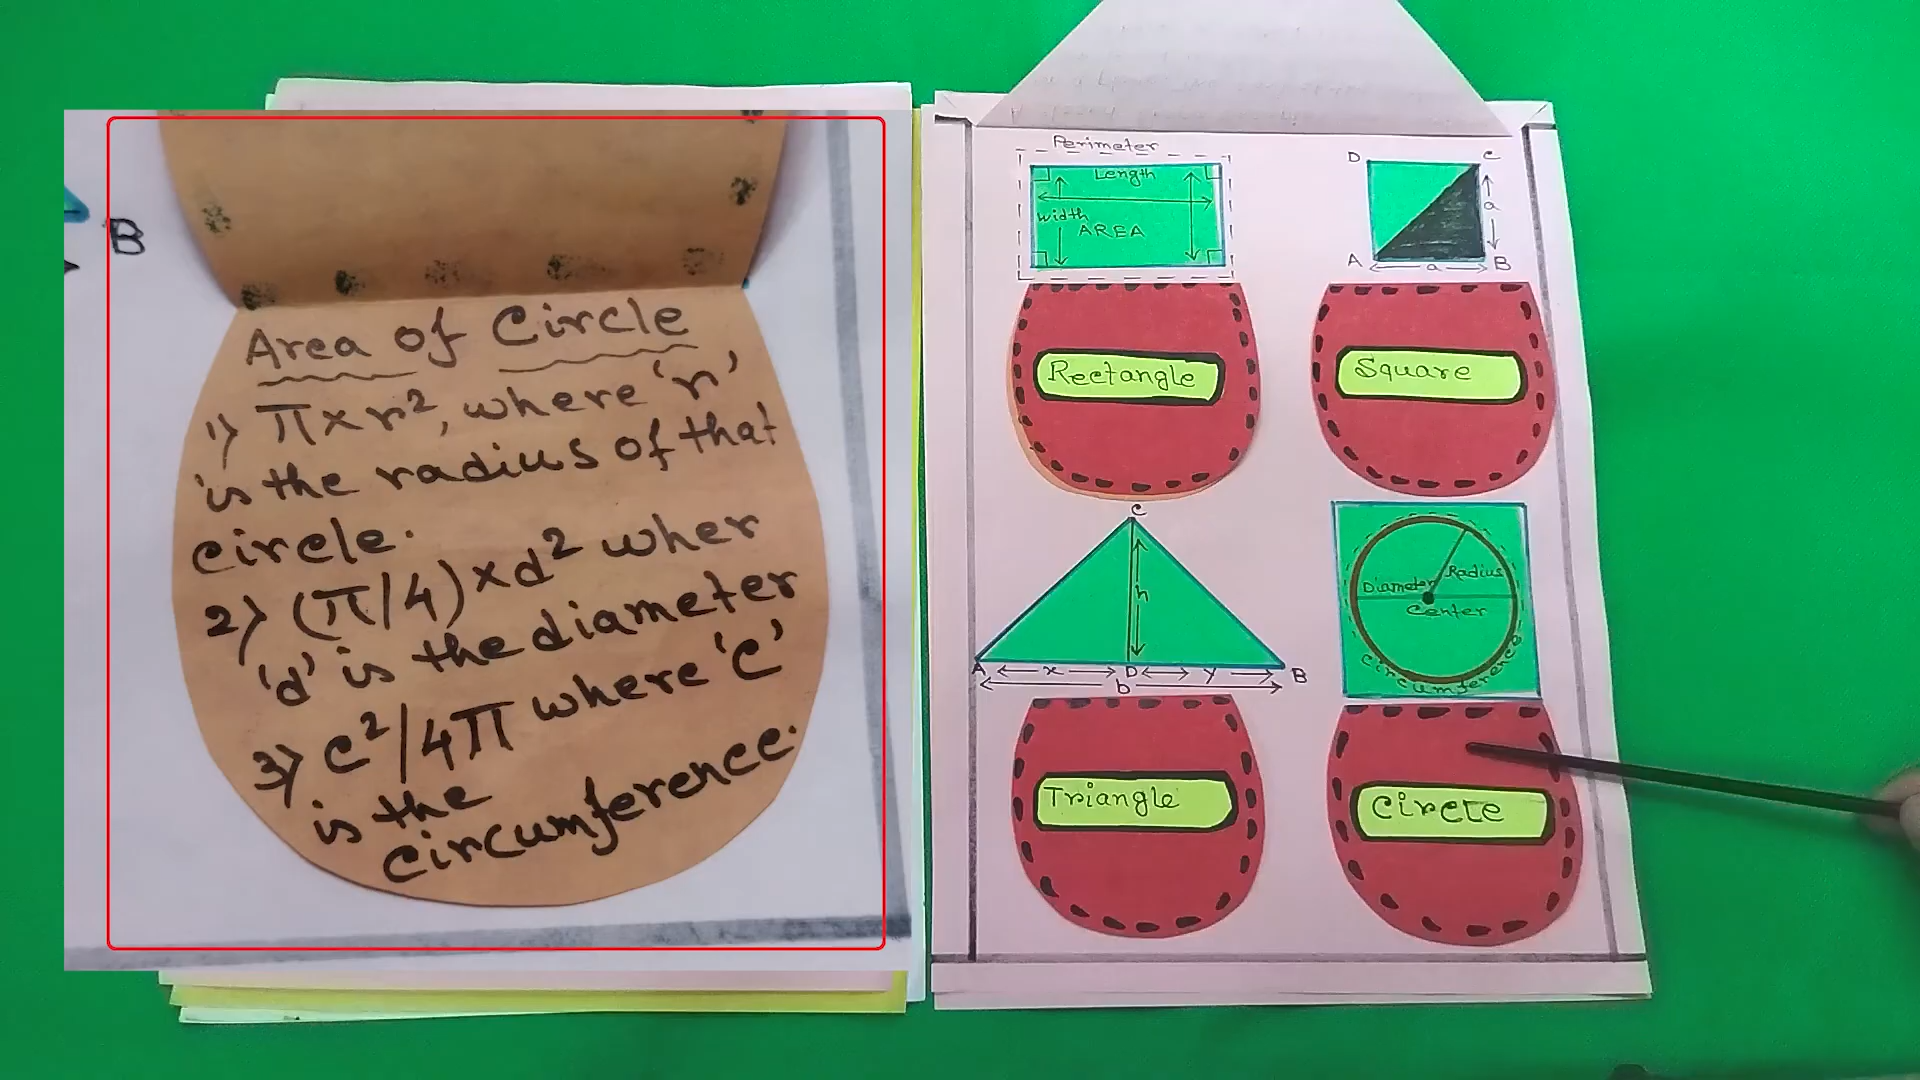 B
Area of Circle
1) π×r², where 'r'
is the radius of that
circle.
2) (π/4)×d² wher
'd' is the diameter
3) C²/4π where 'C'
is the
circumference.
Perimeter
Length
width
AREA
Rectangle
D C
a
A a B
Square
C
h
A x D y B
b
Triangle
Radius
Diameter
Center
Circumference
Circle